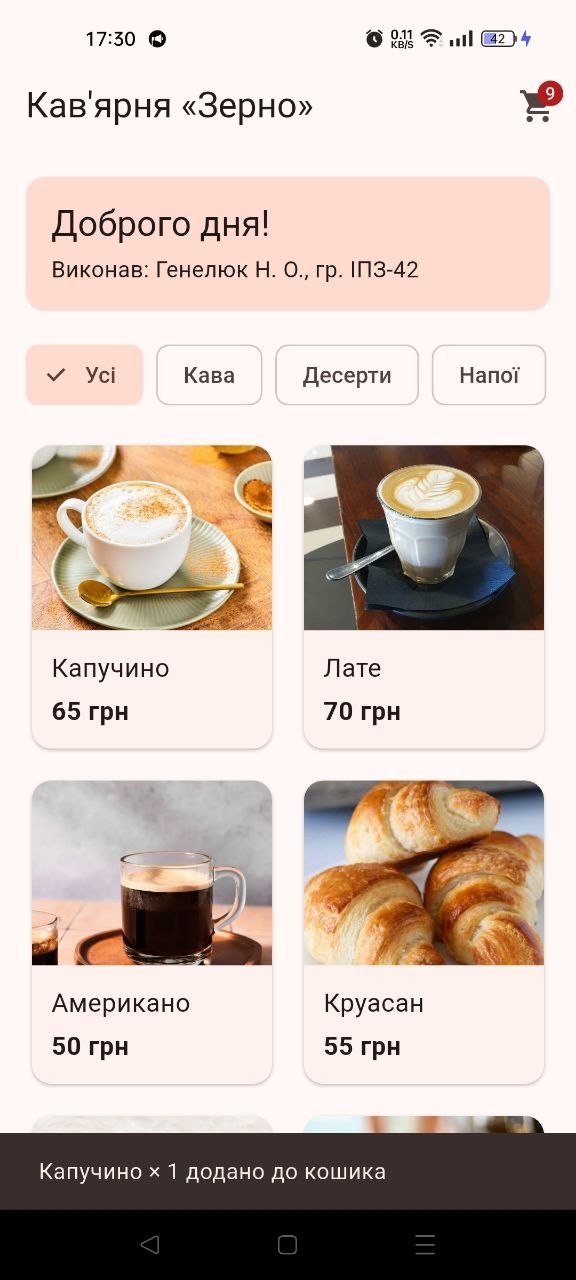 17:30
0.11
KB/S
42
Кав'ярня «Зерно»
9
Доброго дня!
Виконав: Генелюк Н. О., гр. ІПЗ-42
Усі
Кава
Десерти
Напої
Капучино
65 грн
Лате
70 грн
Американо
50 грн
Круасан
55 грн
Капучино × 1 додано до кошика